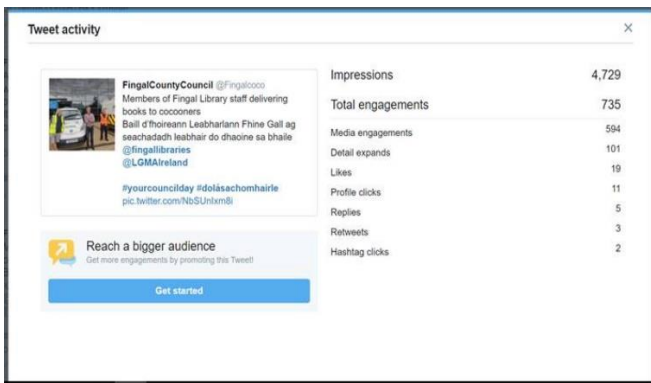 Tweet activity
FingalCountyCouncil @Fingalcoco
Members of Fingal Library staff delivering
books to cocooners
Baill d'fhoireann Leabharlann Fhine Gall ag
seachadadh leabhair do dhaoine sa bhaile
@fingallibraries
@LGMAIreland
#yourcouncilday #dolásachomhairle
pic.twitter.com/NbSUnlxm8i
Reach a bigger audience
Get more engagements by promoting this Tweet!
Get started
Impressions 4,729
Total engagements 735
Media engagements 594
Detail expands 101
Likes 19
Profile clicks 11
Replies 5
Retweets 3
Hashtag clicks 2